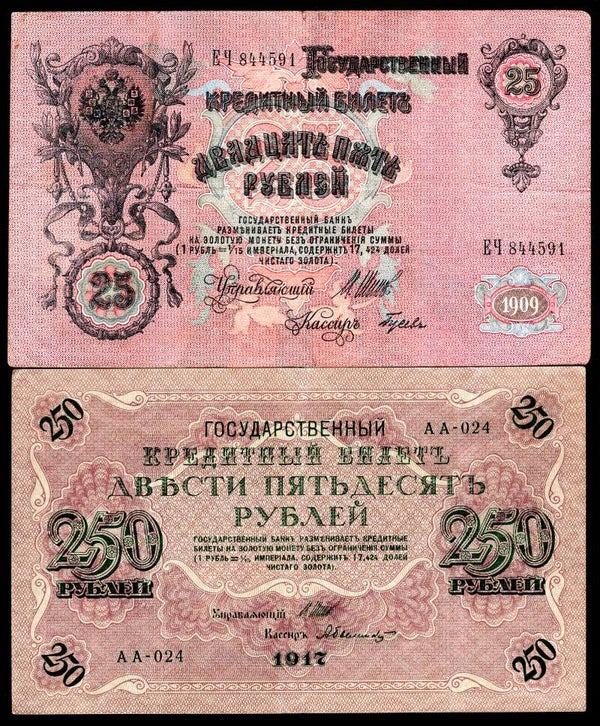 ЕЧ 844591 Государственный
25
Кредитный Билетъ
Двадцать пять
рублей
Государственный Банкъ
размѣниваетъ кредитные билеты
на золотую монету безъ ограниченія суммы
(1 рубль = 1/15 имперіала, содержитъ 17,424 долей
чистаго золота).
ЕЧ 844591
25
Управляющій
Кассиръ
1909
250
250
ГОСУДАРСТВЕННЫЙ АА-024
КРЕДИТНЫЙ БИЛЕТЪ
ДВѢСТИ ПЯТЬДЕСЯТЪ
РУБЛЕЙ
250 РУБЛЕЙ
250 РУБЛЕЙ
ГОСУДАРСТВЕННЫЙ БАНКЪ РАЗМѢНИВАЕТЪ КРЕДИТНЫЕ
БИЛЕТЫ НА ЗОЛОТУЮ МОНЕТУ БЕЗЪ ОГРАНИЧЕНІЯ СУММЫ
(1 РУБЛЬ = 1/15 ИМПЕРІАЛА, СОДЕРЖИТЪ 17,424 ДОЛЕЙ
ЧИСТАГО ЗОЛОТА).
Управляющій
Кассиръ
АА-024
1917
250
250